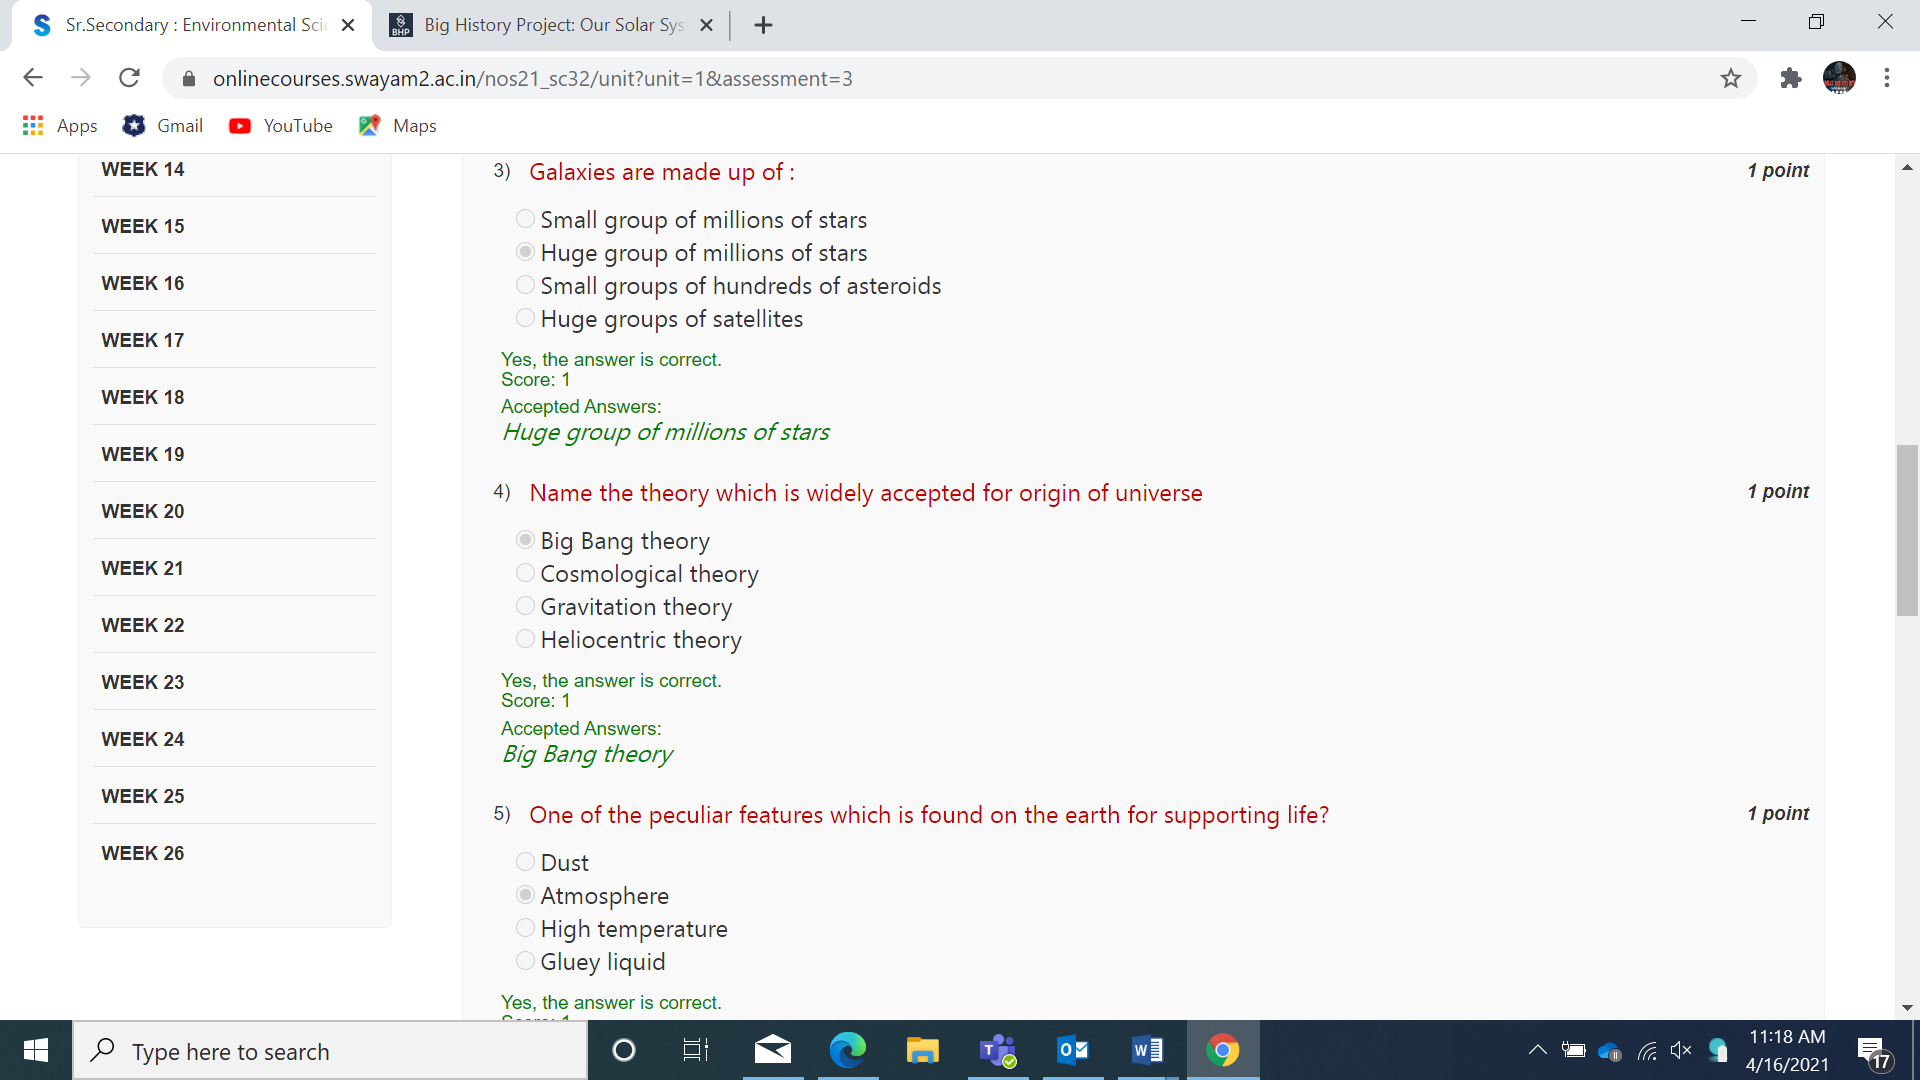 Sr.Secondary : Environmental Scie
BHP
Big History Project: Our Solar Sys
onlinecourses.swayam2.ac.in/nos21_sc32/unit?unit=1&assessment=3
Apps
Gmail
YouTube
Maps
WEEK 14
WEEK 15
WEEK 16
WEEK 17
WEEK 18
WEEK 19
WEEK 20
WEEK 21
WEEK 22
WEEK 23
WEEK 24
WEEK 25
WEEK 26
3) Galaxies are made up of : 1 point
Small group of millions of stars
Huge group of millions of stars
Small groups of hundreds of asteroids
Huge groups of satellites
Yes, the answer is correct.
Score: 1
Accepted Answers:
Huge group of millions of stars
4) Name the theory which is widely accepted for origin of universe 1 point
Big Bang theory
Cosmological theory
Gravitation theory
Heliocentric theory
Yes, the answer is correct.
Score: 1
Accepted Answers:
Big Bang theory
5) One of the peculiar features which is found on the earth for supporting life? 1 point
Dust
Atmosphere
High temperature
Gluey liquid
Yes, the answer is correct.
Score: 1
Type here to search
11:18 AM
4/16/2021
17